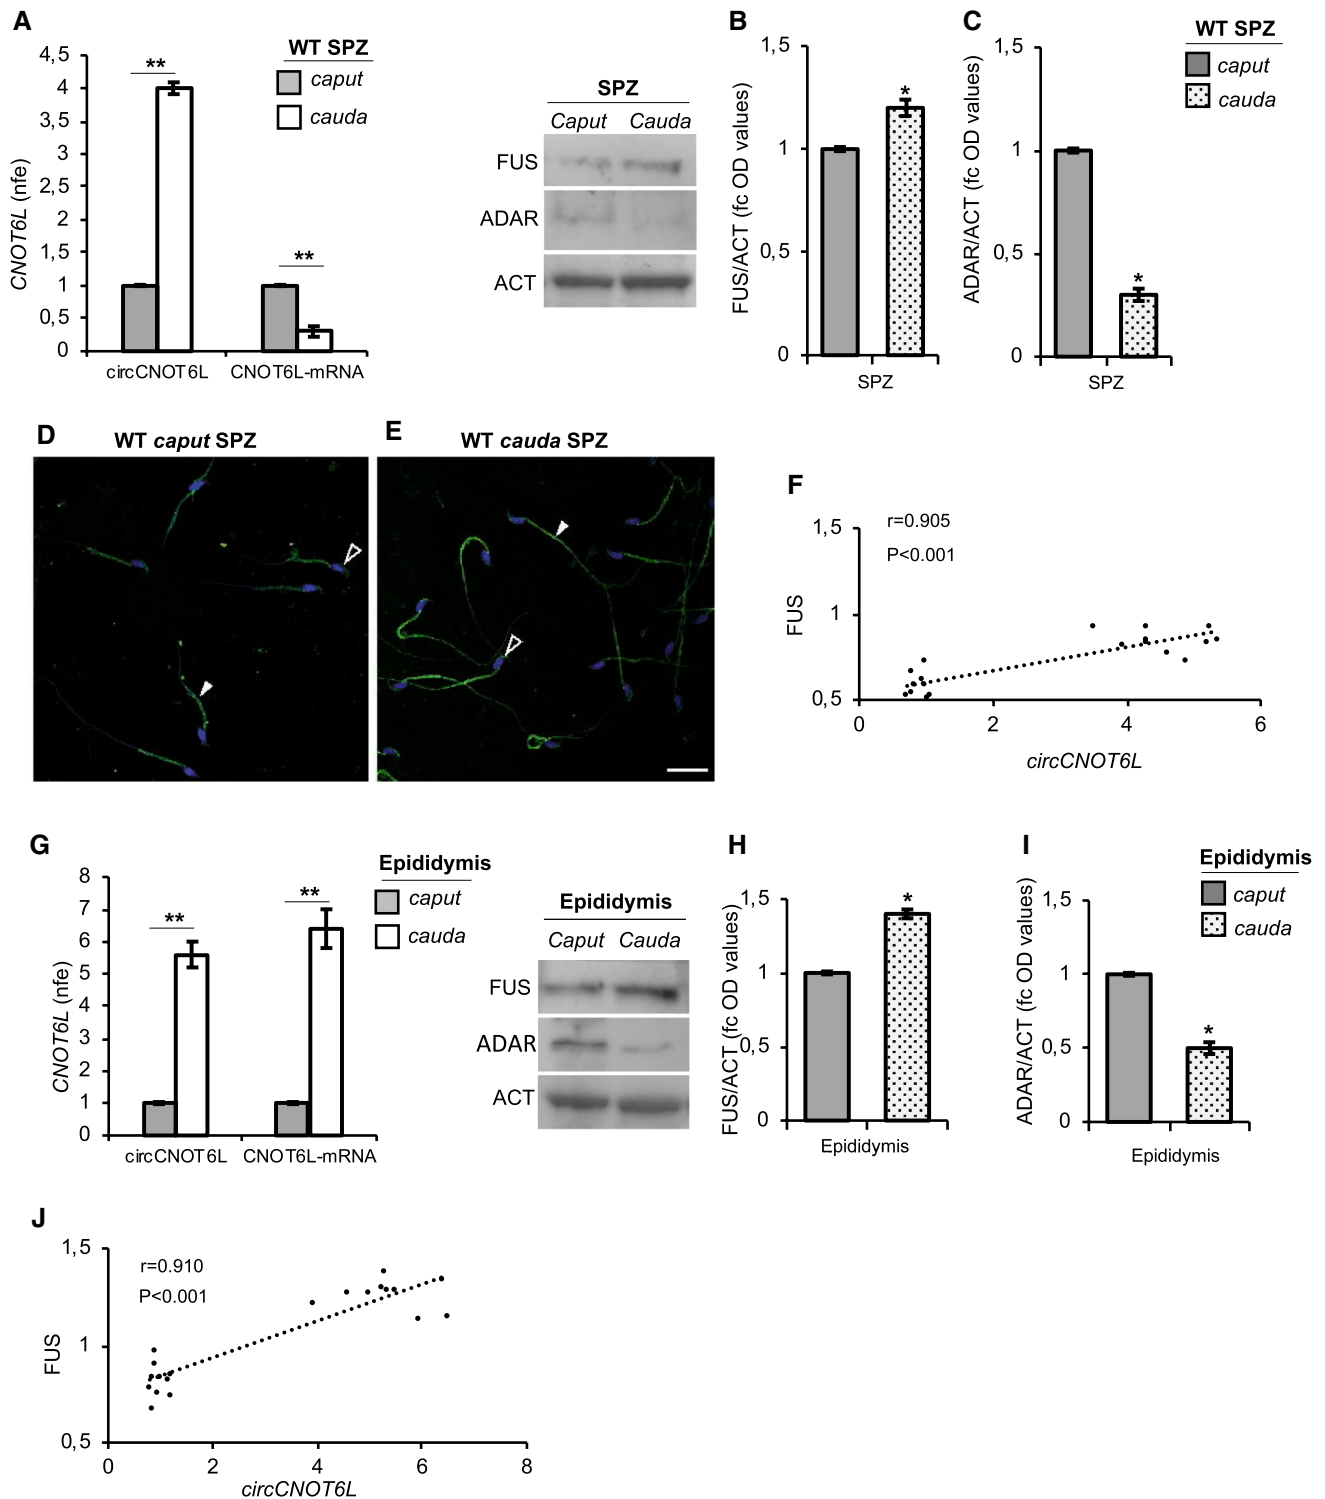 A
WT SPZ
caput
cauda
CNOT6L (nfe)
4,5
4
3,5
3
2,5
2
1,5
1
0,5
0
**
**
circCNOT6L
CNOT6L-mRNA
SPZ
Caput Cauda
FUS
ADAR
ACT
B
FUS/ACT (fc OD values)
1,5
1
0,5
0
*
SPZ
C
ADAR/ACT (fc OD values)
1,5
1
0,5
0
*
SPZ
WT SPZ
caput
cauda
D
WT caput SPZ
E
WT cauda SPZ
F
r=0.905
P<0.001
FUS
1,5
1
0,5
0 2 4 6
circCNOT6L
G
Epididymis
caput
cauda
CNOT6L (nfe)
8
7
6
5
4
3
2
1
0
**
**
circCNOT6L
CNOT6L-mRNA
Epididymis
Caput Cauda
FUS
ADAR
ACT
H
FUS/ACT (fc OD values)
1,5
1
0,5
0
*
Epididymis
I
ADAR/ACT (fc OD values)
1,5
1
0,5
0
*
Epididymis
Epididymis
caput
cauda
J
r=0.910
P<0.001
FUS
1,5
1
0,5
0 2 4 6 8
circCNOT6L